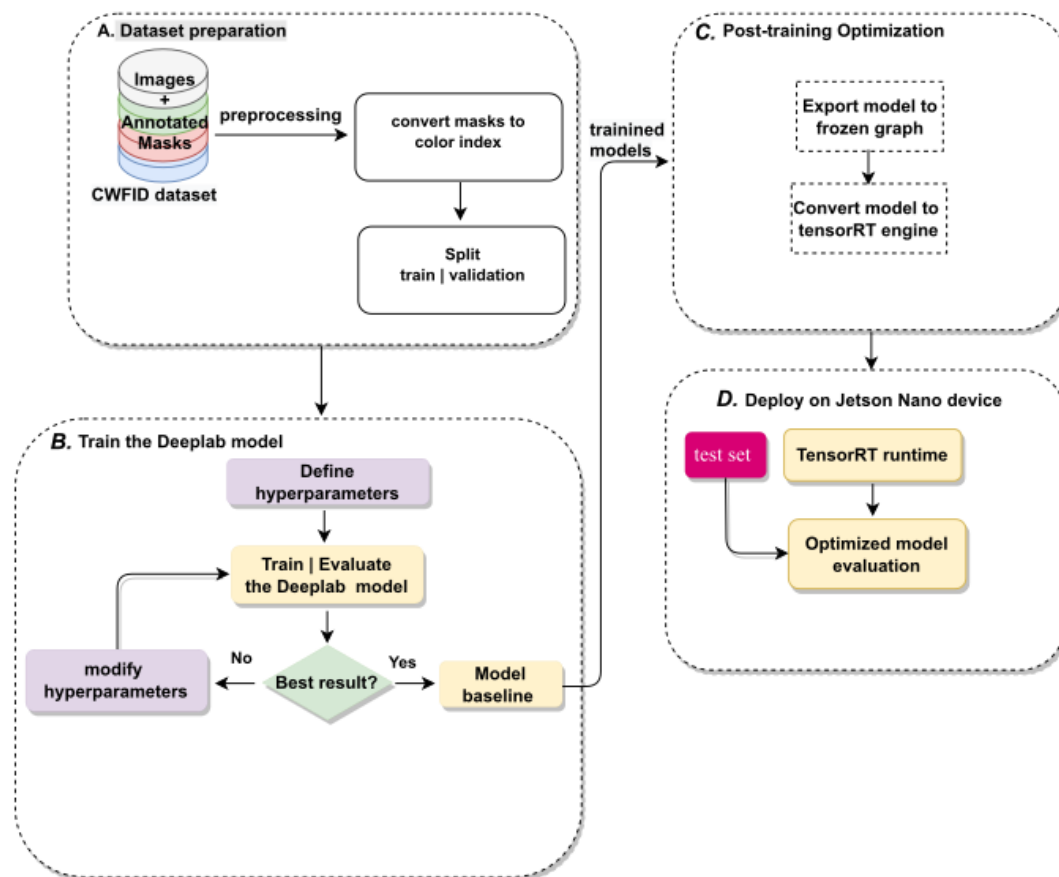 A. Dataset preparation
Images
+
Annotated
Masks
CWFID dataset
preprocessing
convert masks to
color index
Split
train | validation
B. Train the Deeplab model
Define
hyperparameters
Train | Evaluate
the Deeplab model
Best result?
No
modify
hyperparameters
Yes
Model
baseline
trainined
models
C. Post-training Optimization
Export model to
frozen graph
Convert model to
tensorRT engine
D. Deploy on Jetson Nano device
test set
TensorRT runtime
Optimized model
evaluation